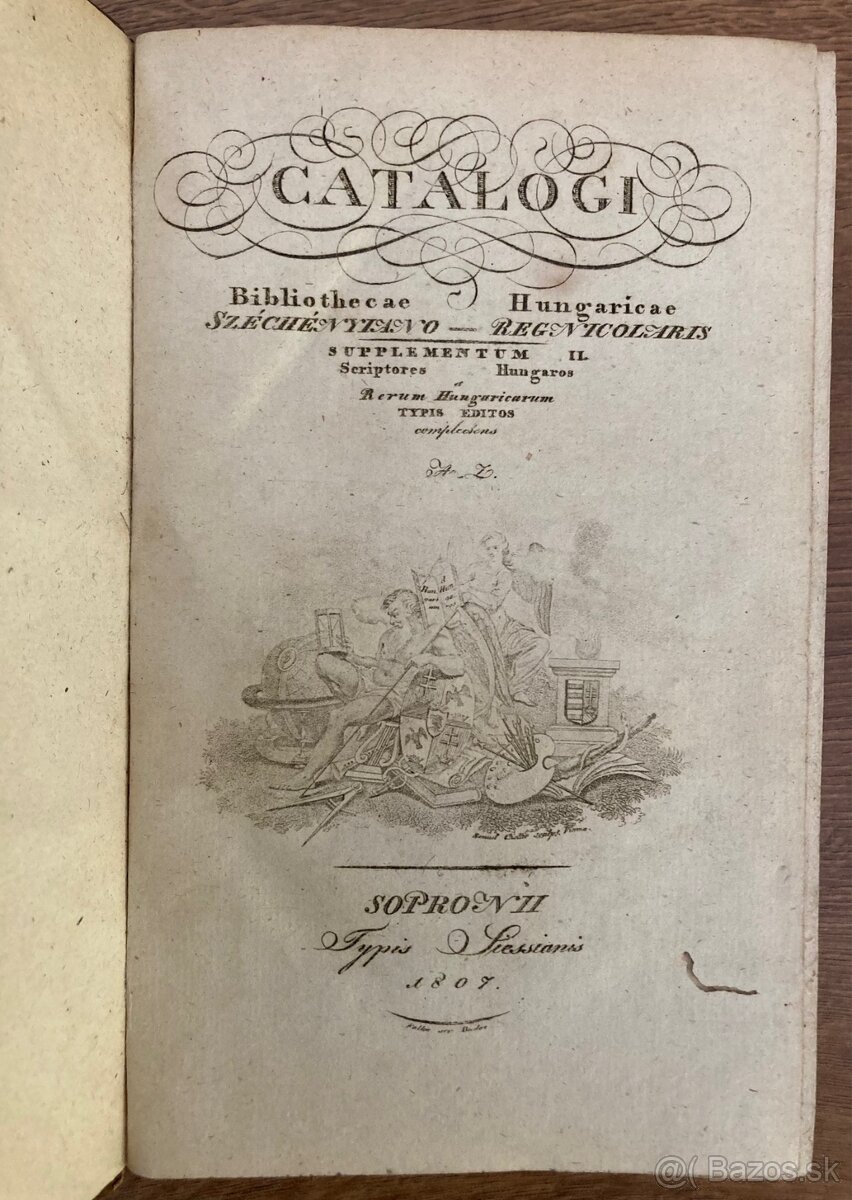 CATALOGI
Bibliothecae Hungaricae
SZÉCHÉNYIANO — REGNICOLARIS
SUPPLEMENTUM II.
Scriptores Hungaros
et
Rerum Hungaricarum
TYPIS EDITOS
complectens
A - Z.
SOPRONII
Typis Siessianis
1807.
@( Bazos.sk